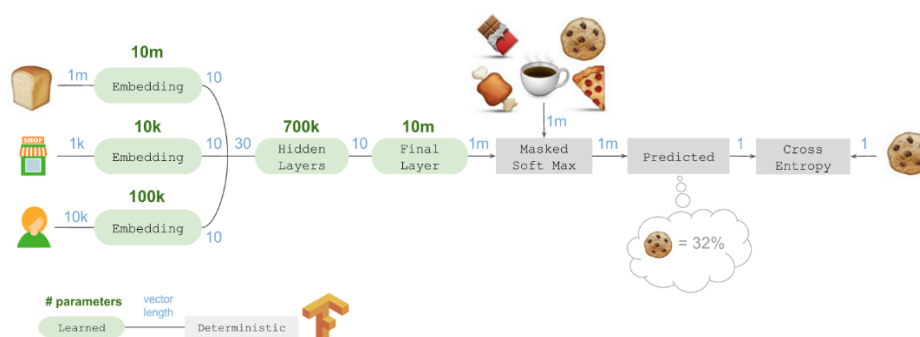 10m
1m
Embedding
10
SHOP
10k
1k
Embedding
10
30
700k
Hidden
Layers
10
10m
Final
Layer
1m
1m
Masked
Soft Max
1m
Predicted
1
Cross
Entropy
1
100k
10k
Embedding
10
= 32%
# parameters
vector
length
Learned
Deterministic